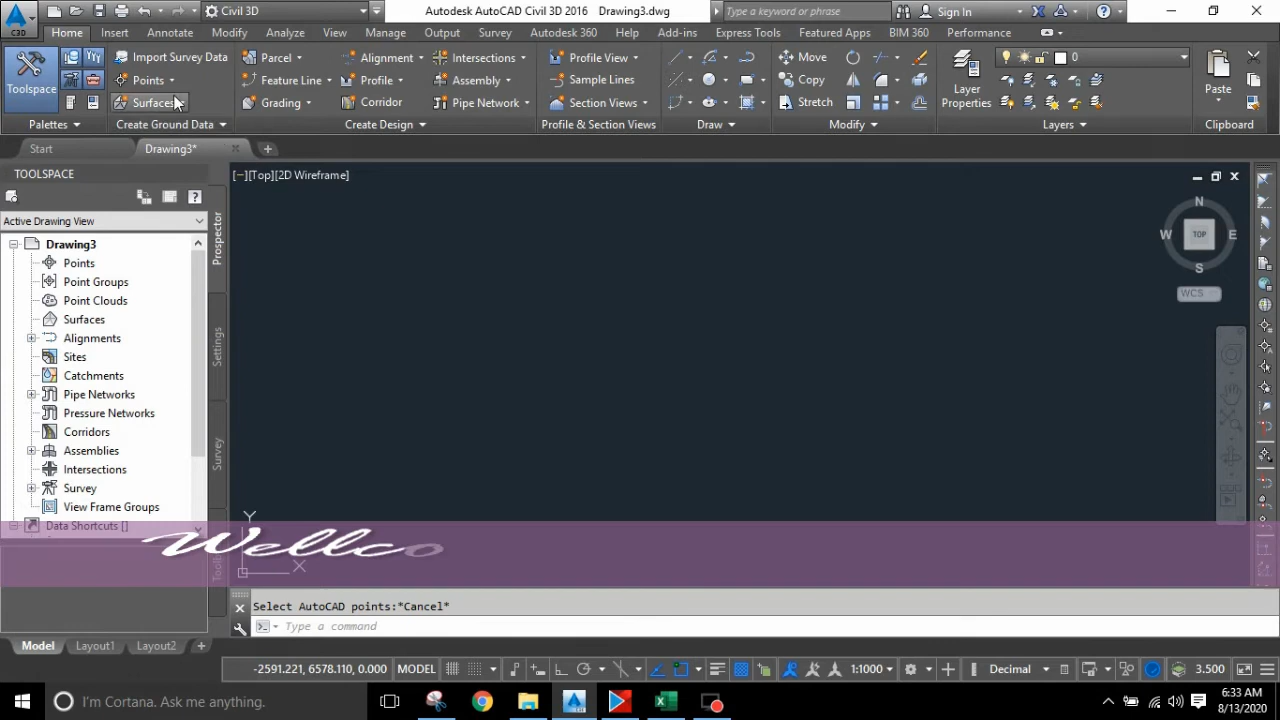 C3D Civil 3D Autodesk AutoCAD Civil 3D 2016 Drawing3.dwg Type a keyword or phrase Sign In
Home Insert Annotate Modify Analyze View Manage Output Survey Autodesk 360 Help Add-ins Express Tools Featured Apps BIM 360 Performance
Toolspace
Import Survey Data
Points
Surfaces
Parcel
Feature Line
Grading
Alignment
Profile
Corridor
Intersections
Assembly
Pipe Network
Profile View
Sample Lines
Section Views
Move
Copy
Stretch
Layer
Properties
0
Paste
Palettes Create Ground Data Create Design Profile & Section Views Draw Modify Layers Clipboard
Start Drawing3*
TOOLSPACE
Active Drawing View
Drawing3
Points
Point Groups
Point Clouds
Surfaces
Alignments
Sites
Catchments
Pipe Networks
Pressure Networks
Corridors
Assemblies
Intersections
Survey
View Frame Groups
Data Shortcuts []
Prospector
Settings
Survey
[−][Top][2D Wireframe]
N
W TOP E
S
WCS
Y
X
Wellco
Select AutoCAD points:*Cancel*
Type a command
Model Layout1 Layout2
-2591.221, 6578.110, 0.000 MODEL 1:1000 Decimal 3.500
I'm Cortana. Ask me anything.
6:33 AM
8/13/2020